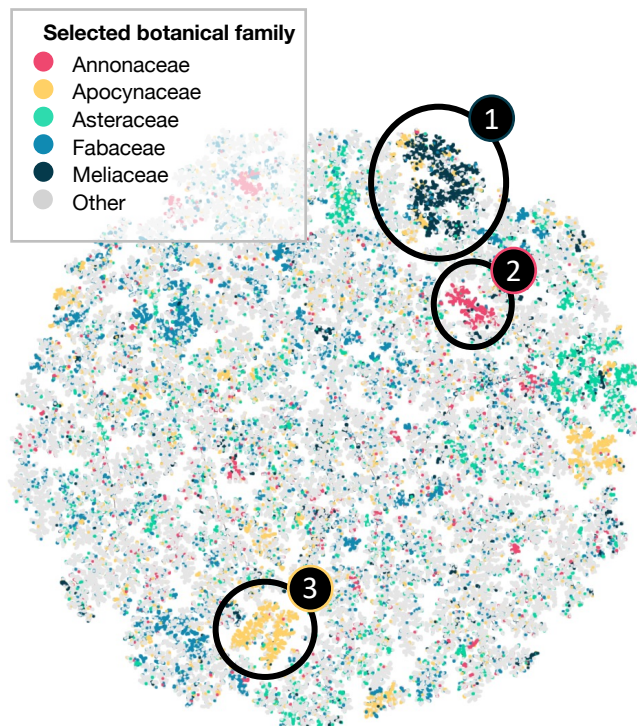 Selected botanical family
Annonaceae
Apocynaceae
Asteraceae
Fabaceae
Meliaceae
Other
1
2
3